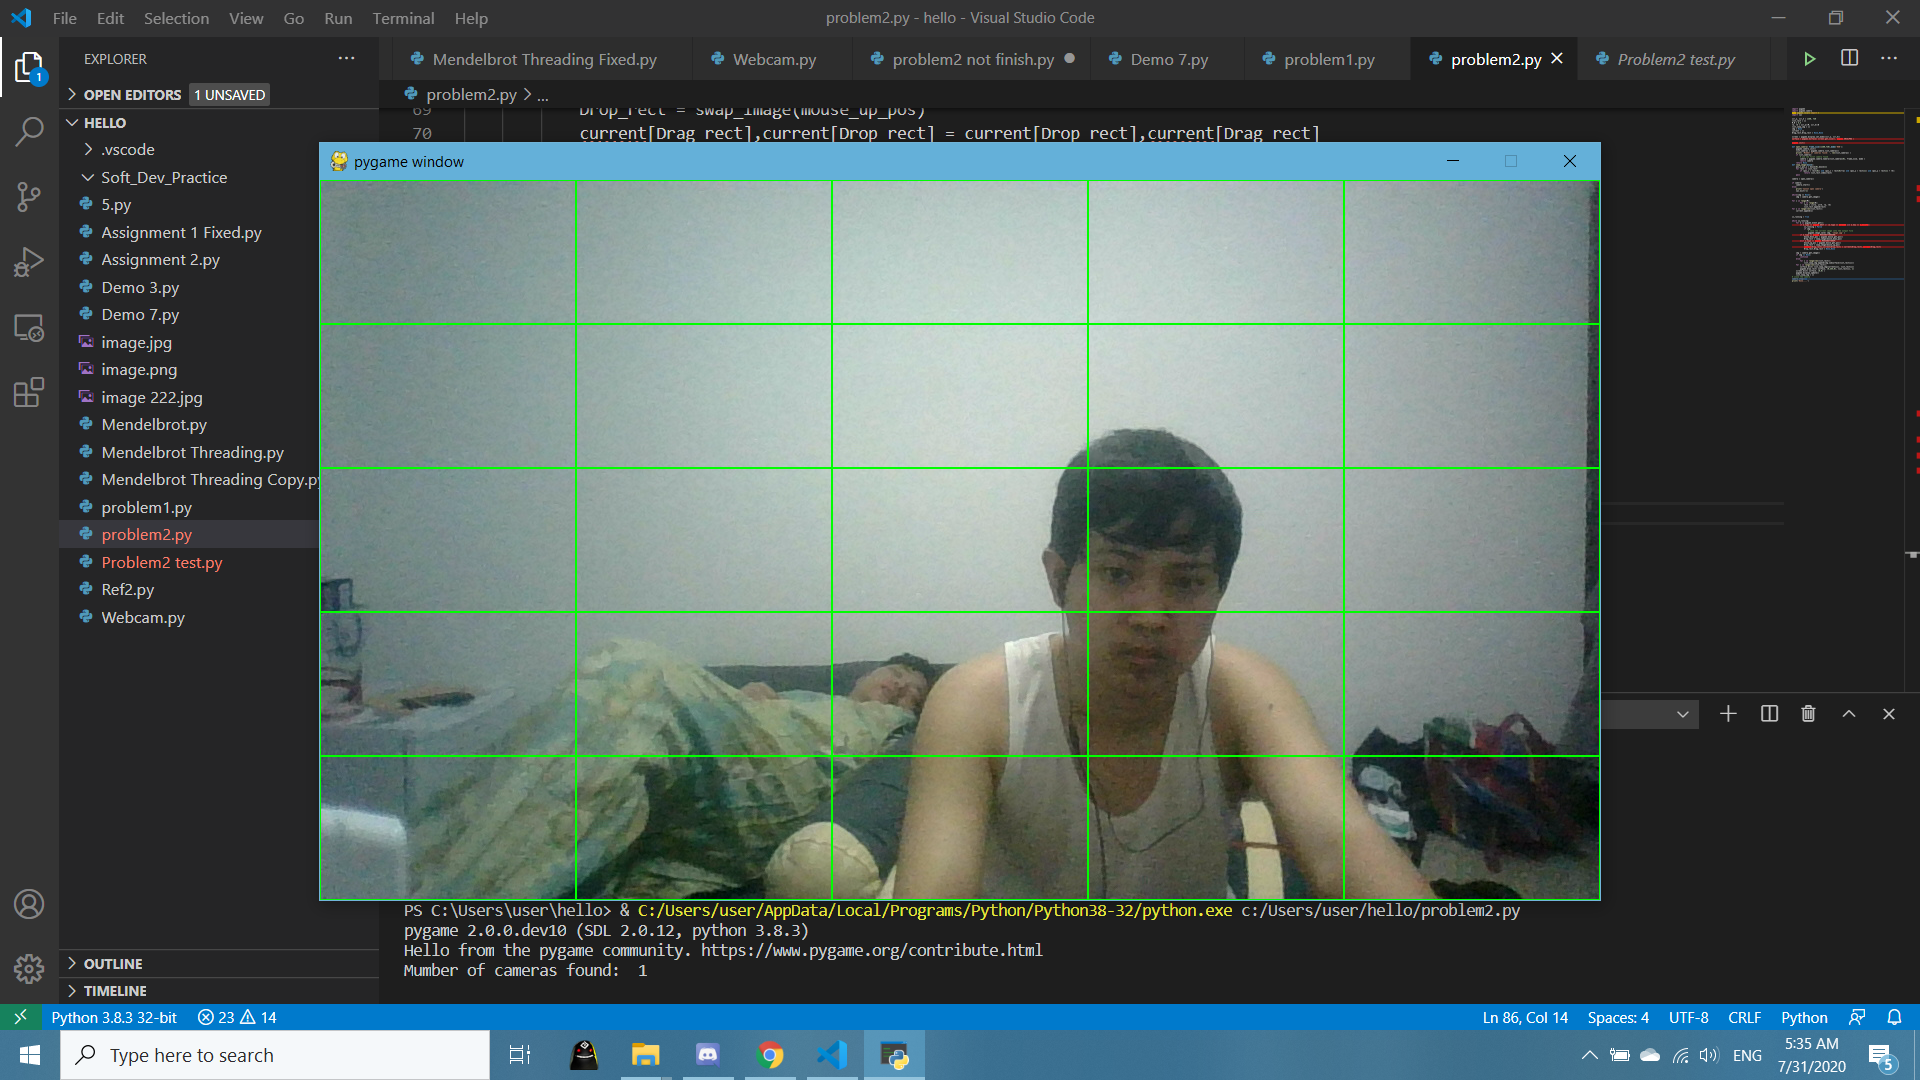 File Edit Selection View Go Run Terminal Help
problem2.py - hello - Visual Studio Code
EXPLORER
Mendelbrot Threading Fixed.py
Webcam.py
problem2 not finish.py
Demo 7.py
problem1.py
problem2.py
Problem2 test.py
OPEN EDITORS 1 UNSAVED
problem2.py > ...
HELLO
.vscode
Soft_Dev_Practice
5.py
Assignment 1 Fixed.py
Assignment 2.py
Demo 3.py
Demo 7.py
image.jpg
image.png
image 222.jpg
Mendelbrot.py
Mendelbrot Threading.py
Mendelbrot Threading Copy.py
problem1.py
problem2.py
Problem2 test.py
Ref2.py
Webcam.py
OUTLINE
TIMELINE
1
69 Drop_rect = swap_image(mouse_up_pos)
70 current[Drag_rect],current[Drop_rect] = current[Drop_rect],current[Drag_rect]
pygame window
PS C:\Users\user\hello> & C:/Users/user/AppData/Local/Programs/Python/Python38-32/python.exe c:/Users/user/hello/problem2.py
pygame 2.0.0.dev10 (SDL 2.0.12, python 3.8.3)
Hello from the pygame community. https://www.pygame.org/contribute.html
Mumber of cameras found:  1
Python 3.8.3 32-bit 23 14
Ln 86, Col 14 Spaces: 4 UTF-8 CRLF Python
Type here to search
ENG
5:35 AM
7/31/2020
5